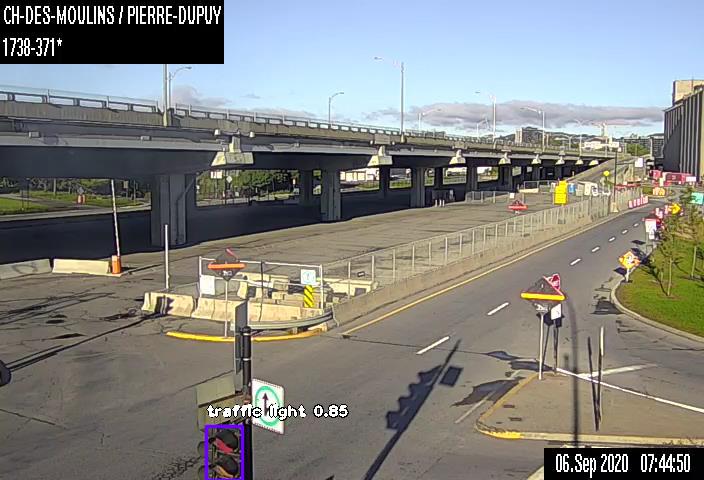 CH-DES-MOULINS / PIERRE-DUPUY
1738-371*
traffic light 0.85
06.Sep 2020 07:44:50